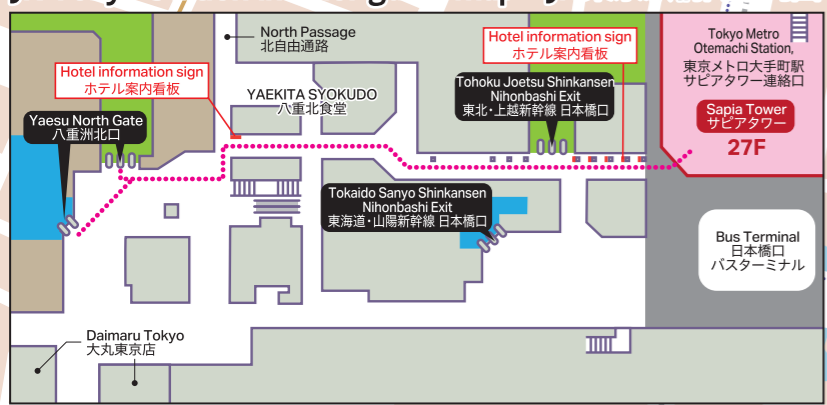 North Passage
北自由通路
Hotel information sign
ホテル案内看板
Hotel information sign
ホテル案内看板
Tokyo Metro
Otemachi Station,
東京メトロ大手町駅
サピアタワー連絡口
YAEKITA SYOKUDO
八重北食堂
Tohoku Joetsu Shinkansen
Nihonbashi Exit
東北・上越新幹線 日本橋口
Sapia Tower
サピアタワー
27F
Yaesu North Gate
八重洲北口
Tokaido Sanyo Shinkansen
Nihonbashi Exit
東海道・山陽新幹線 日本橋口
Bus Terminal
日本橋口
バスターミナル
Daimaru Tokyo
大丸東京店